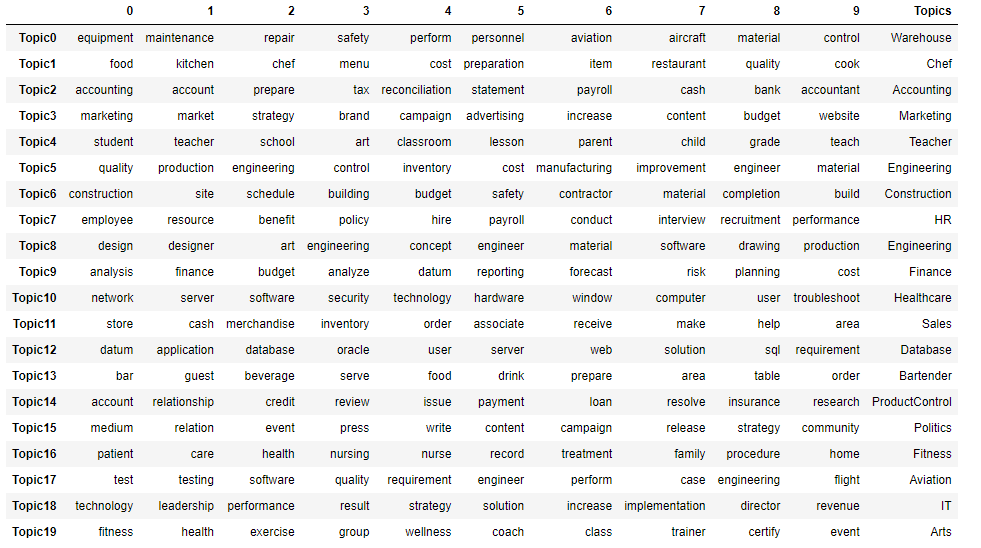 0 1 2 3 4 5 6 7 8 9 Topics
Topic0 equipment maintenance repair safety perform personnel aviation aircraft material control Warehouse
Topic1 food kitchen chef menu cost preparation item restaurant quality cook Chef
Topic2 accounting account prepare tax reconciliation statement payroll cash bank accountant Accounting
Topic3 marketing market strategy brand campaign advertising increase content budget website Marketing
Topic4 student teacher school art classroom lesson parent child grade teach Teacher
Topic5 quality production engineering control inventory cost manufacturing improvement engineer material Engineering
Topic6 construction site schedule building budget safety contractor material completion build Construction
Topic7 employee resource benefit policy hire payroll conduct interview recruitment performance HR
Topic8 design designer art engineering concept engineer material software drawing production Engineering
Topic9 analysis finance budget analyze datum reporting forecast risk planning cost Finance
Topic10 network server software security technology hardware window computer user troubleshoot Healthcare
Topic11 store cash merchandise inventory order associate receive make help area Sales
Topic12 datum application database oracle user server web solution sql requirement Database
Topic13 bar guest beverage serve food drink prepare area table order Bartender
Topic14 account relationship credit review issue payment loan resolve insurance research ProductControl
Topic15 medium relation event press write content campaign release strategy community Politics
Topic16 patient care health nursing nurse record treatment family procedure home Fitness
Topic17 test testing software quality requirement engineer perform case engineering flight Aviation
Topic18 technology leadership performance result strategy solution increase implementation director revenue IT
Topic19 fitness health exercise group wellness coach class trainer certify event Arts